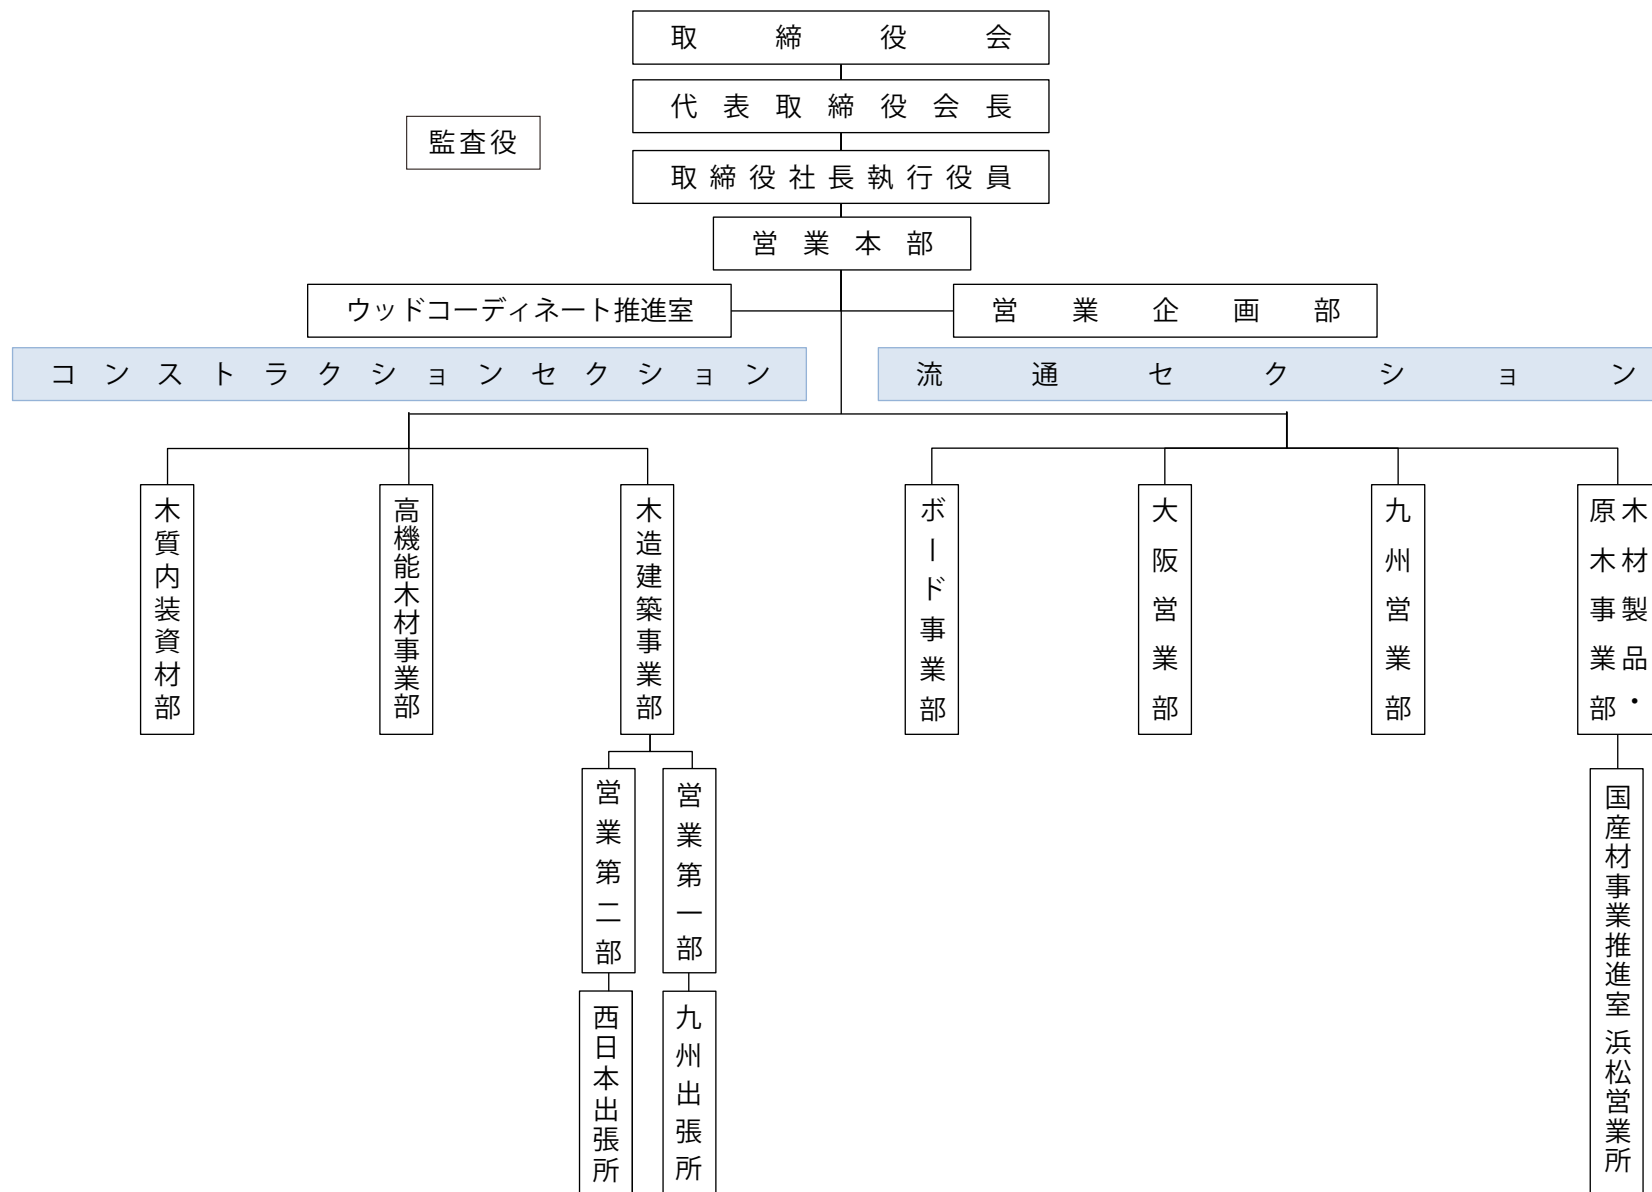 取締役会
代表取締役会長
監査役
取締役社長執行役員
営業本部
ウッドコーディネート推進室
営業企画部
コンストラクションセクション
流通セクション
木質内装資材部
高機能木材事業部
木造建築事業部
ボード事業部
大阪営業部
九州営業部
木材製品・
原木事業部
営業第二部
営業第一部
西日本出張所
九州出張所
国産材事業推進室 浜松営業所